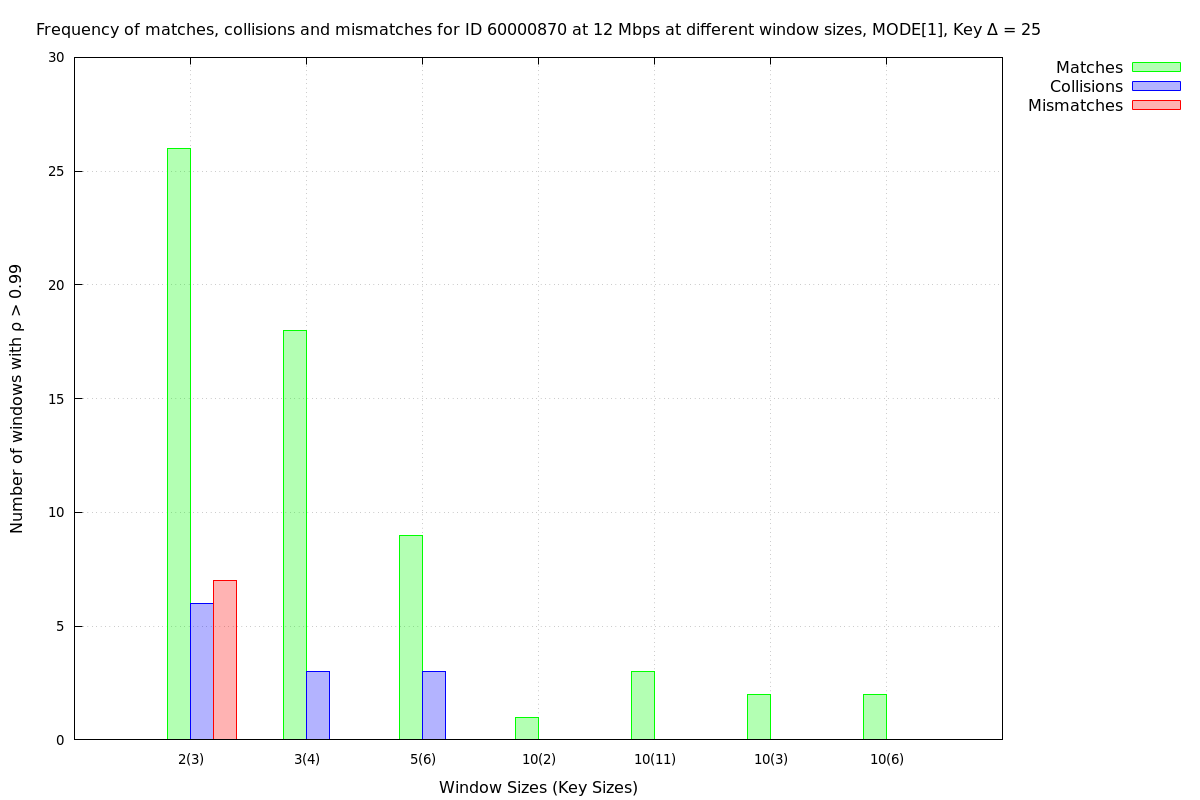 Frequency of matches, collisions and mismatches for ID 60000870 at 12 Mbps at different window sizes, MODE[1], Key Δ = 25
Matches
Collisions
Mismatches
Number of windows with ρ > 0.99
30
25
20
15
10
5
0
2(3) 3(4) 5(6) 10(2) 10(11) 10(3) 10(6)
Window Sizes (Key Sizes)